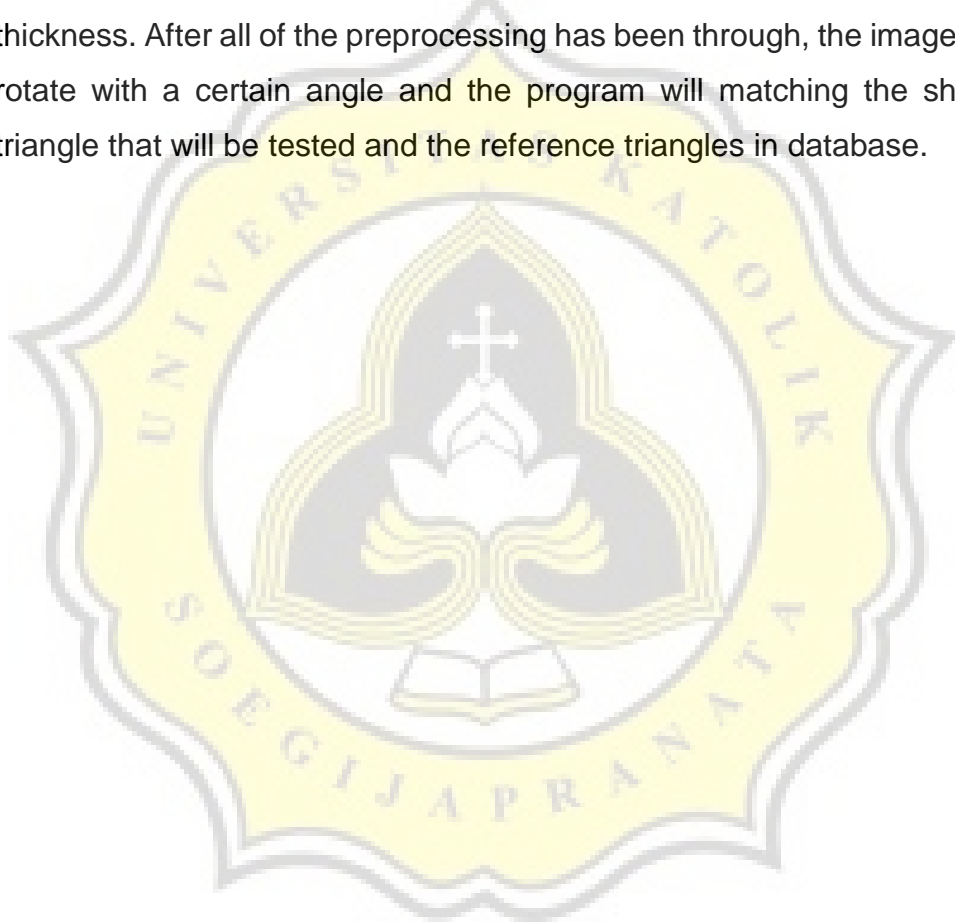 thickness. After all of the preprocessing has been through, the image
rotate with a certain angle and the program will matching the sh
triangle that will be tested and the reference triangles in database.
UNIVERSITAS KATOLIK
SOEGIJAPRANATA